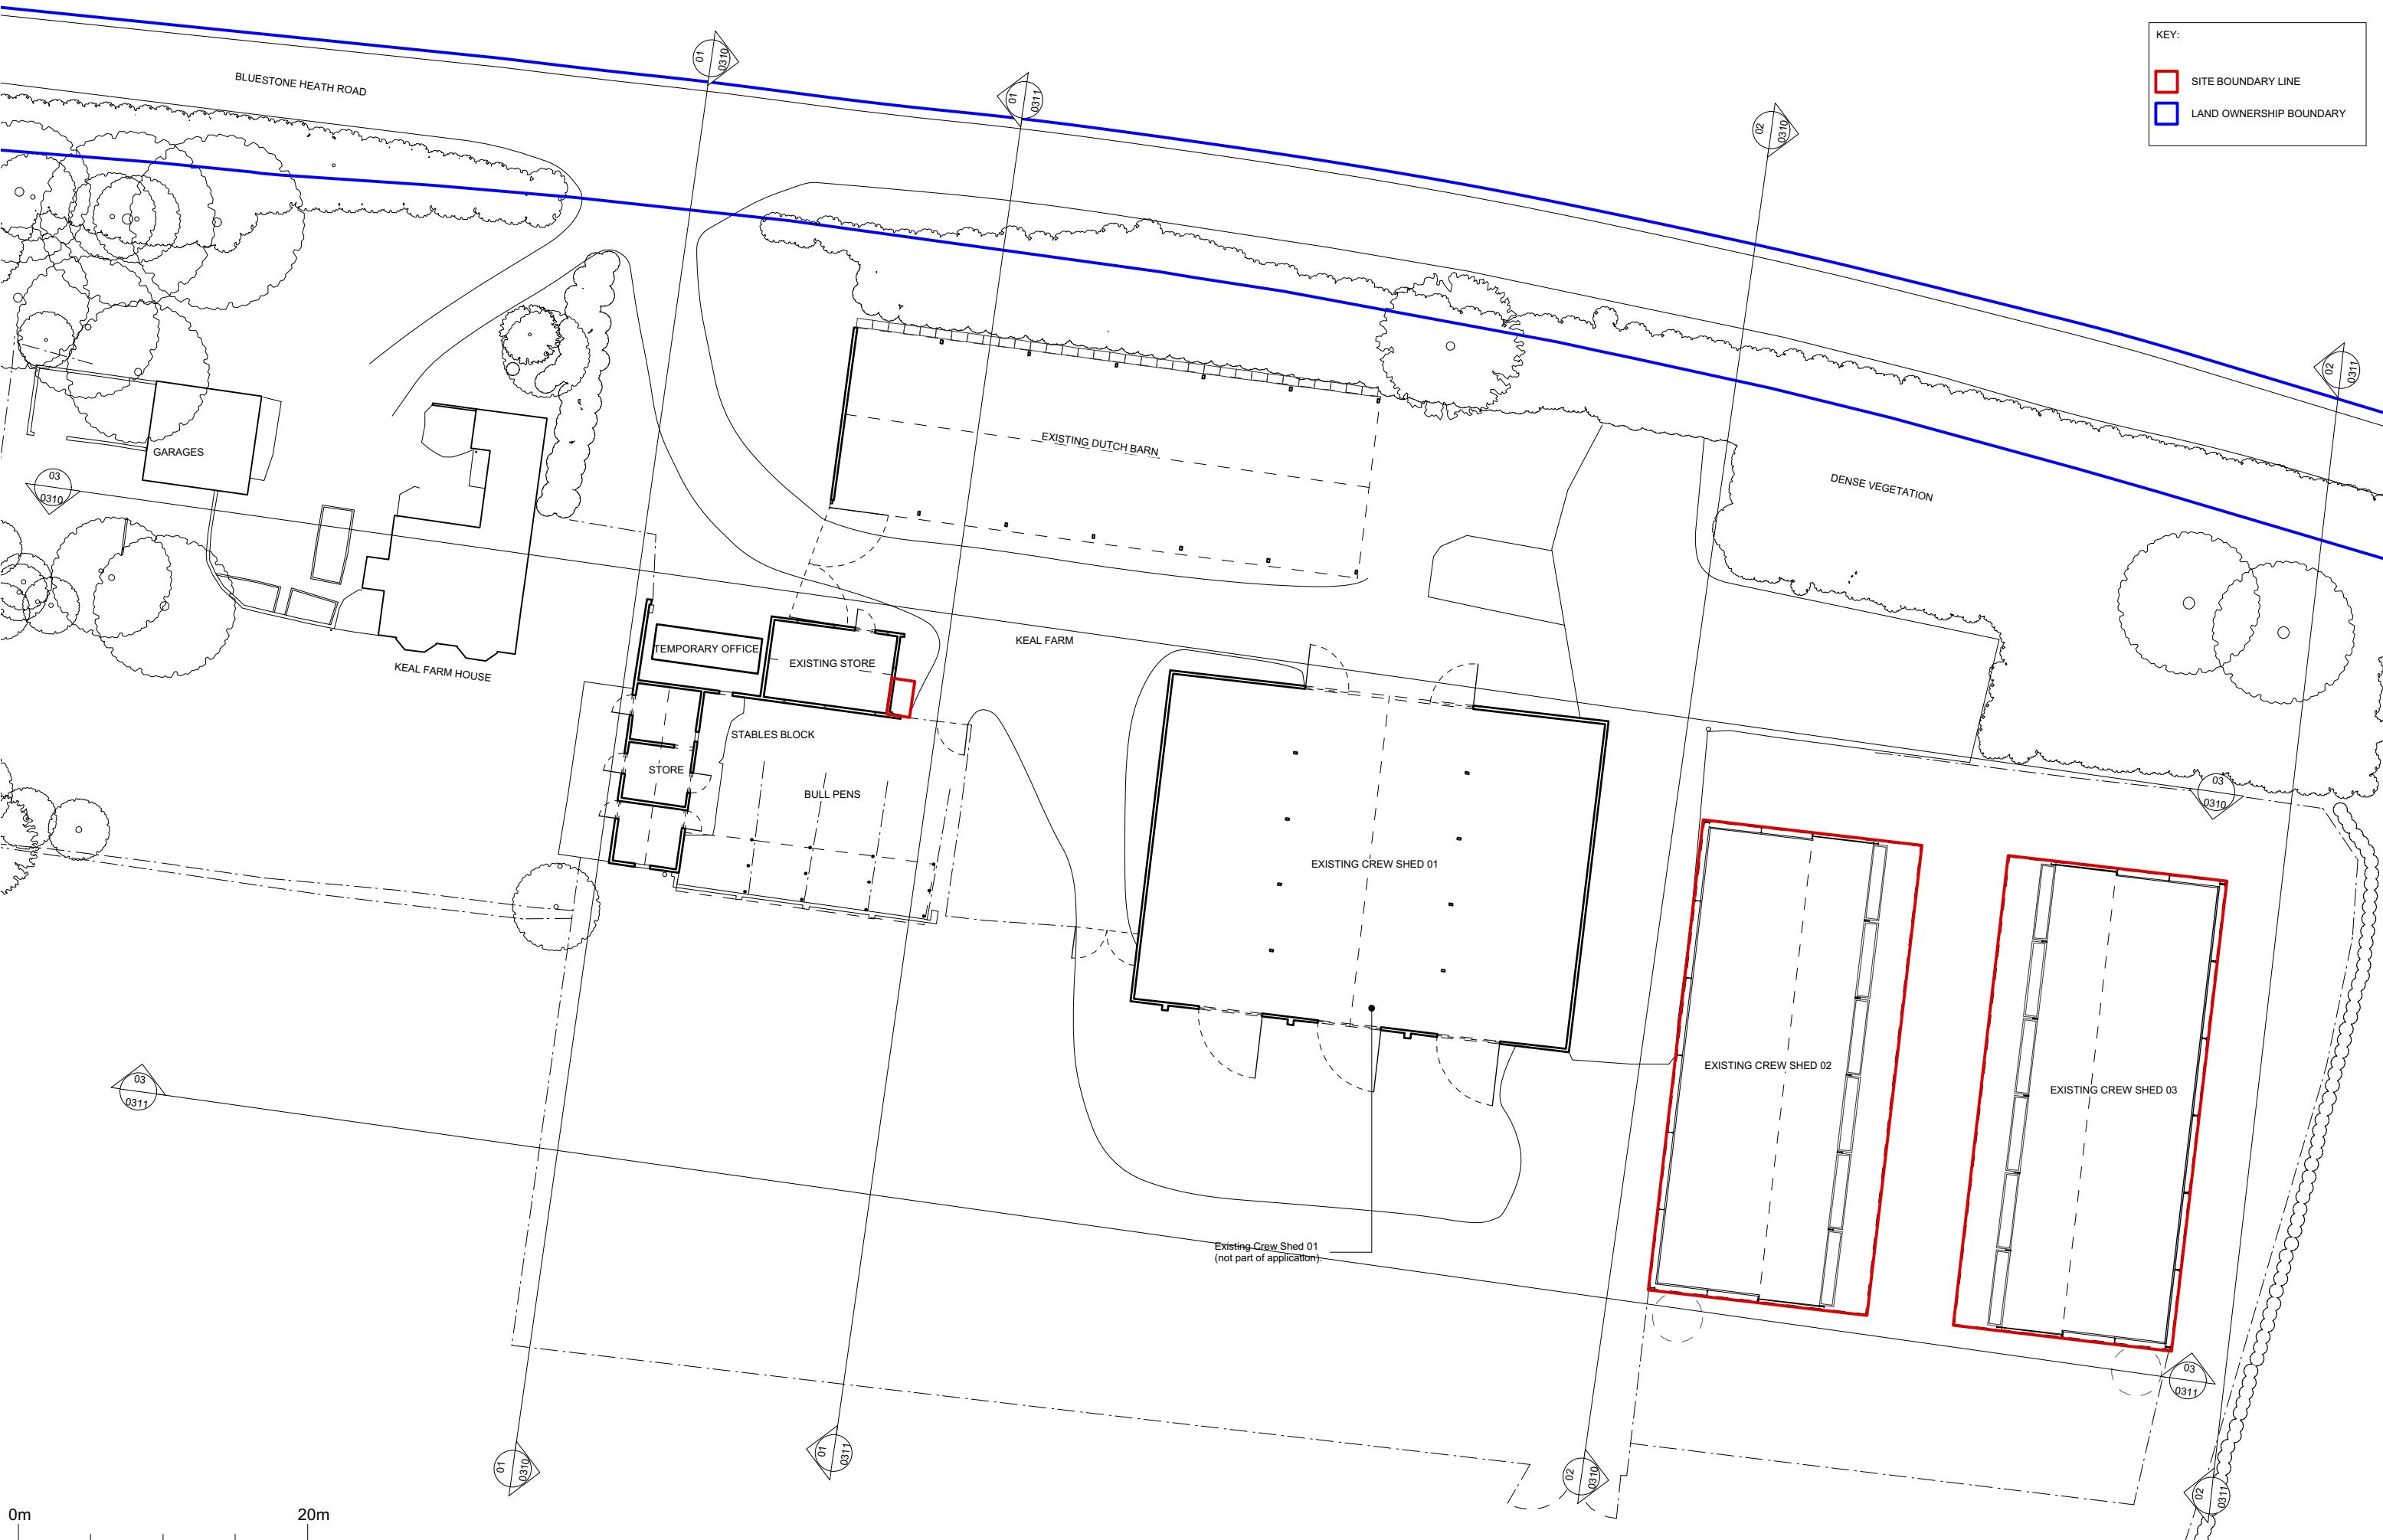 KEY:
SITE BOUNDARY LINE
LAND OWNERSHIP BOUNDARY
01
0310
01
0311
02
0310
02
0311
BLUESTONE HEATH ROAD
GARAGES
03
0310
EXISTING DUTCH BARN
DENSE VEGETATION
KEAL FARM HOUSE
TEMPORARY OFFICE
EXISTING STORE
KEAL FARM
STABLES BLOCK
STORE
BULL PENS
03
0310
EXISTING CREW SHED 01
EXISTING CREW SHED 02
EXISTING CREW SHED 03
03
0311
Existing Crew Shed 01
(not part of application).
03
0311
01
0310
01
0311
02
0310
02
0311
0m
20m